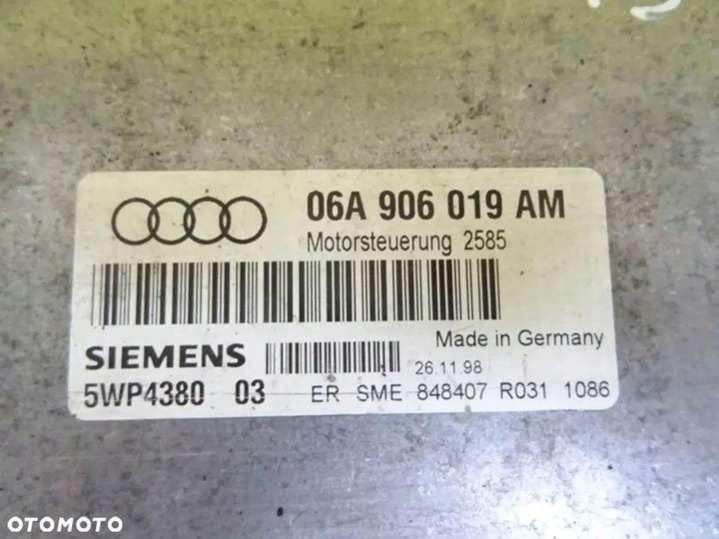 06A 906 019 AM
Motorsteuerung 2585
Made in Germany
SIEMENS
26.11.98
5WP4380 03 ER SME 848407 R031 1086
OTOMOTO